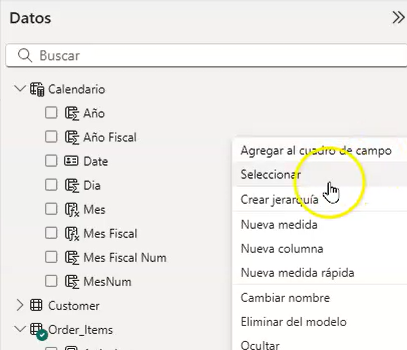 Datos
Buscar
Calendario
Año
Año Fiscal
Date
Dia
Mes
Mes Fiscal
Mes Fiscal Num
MesNum
Customer
Order_Items
Agregar al cuadro de campo
Seleccionar
Crear jerarquía
Nueva medida
Nueva columna
Nueva medida rápida
Cambiar nombre
Eliminar del modelo
Ocultar